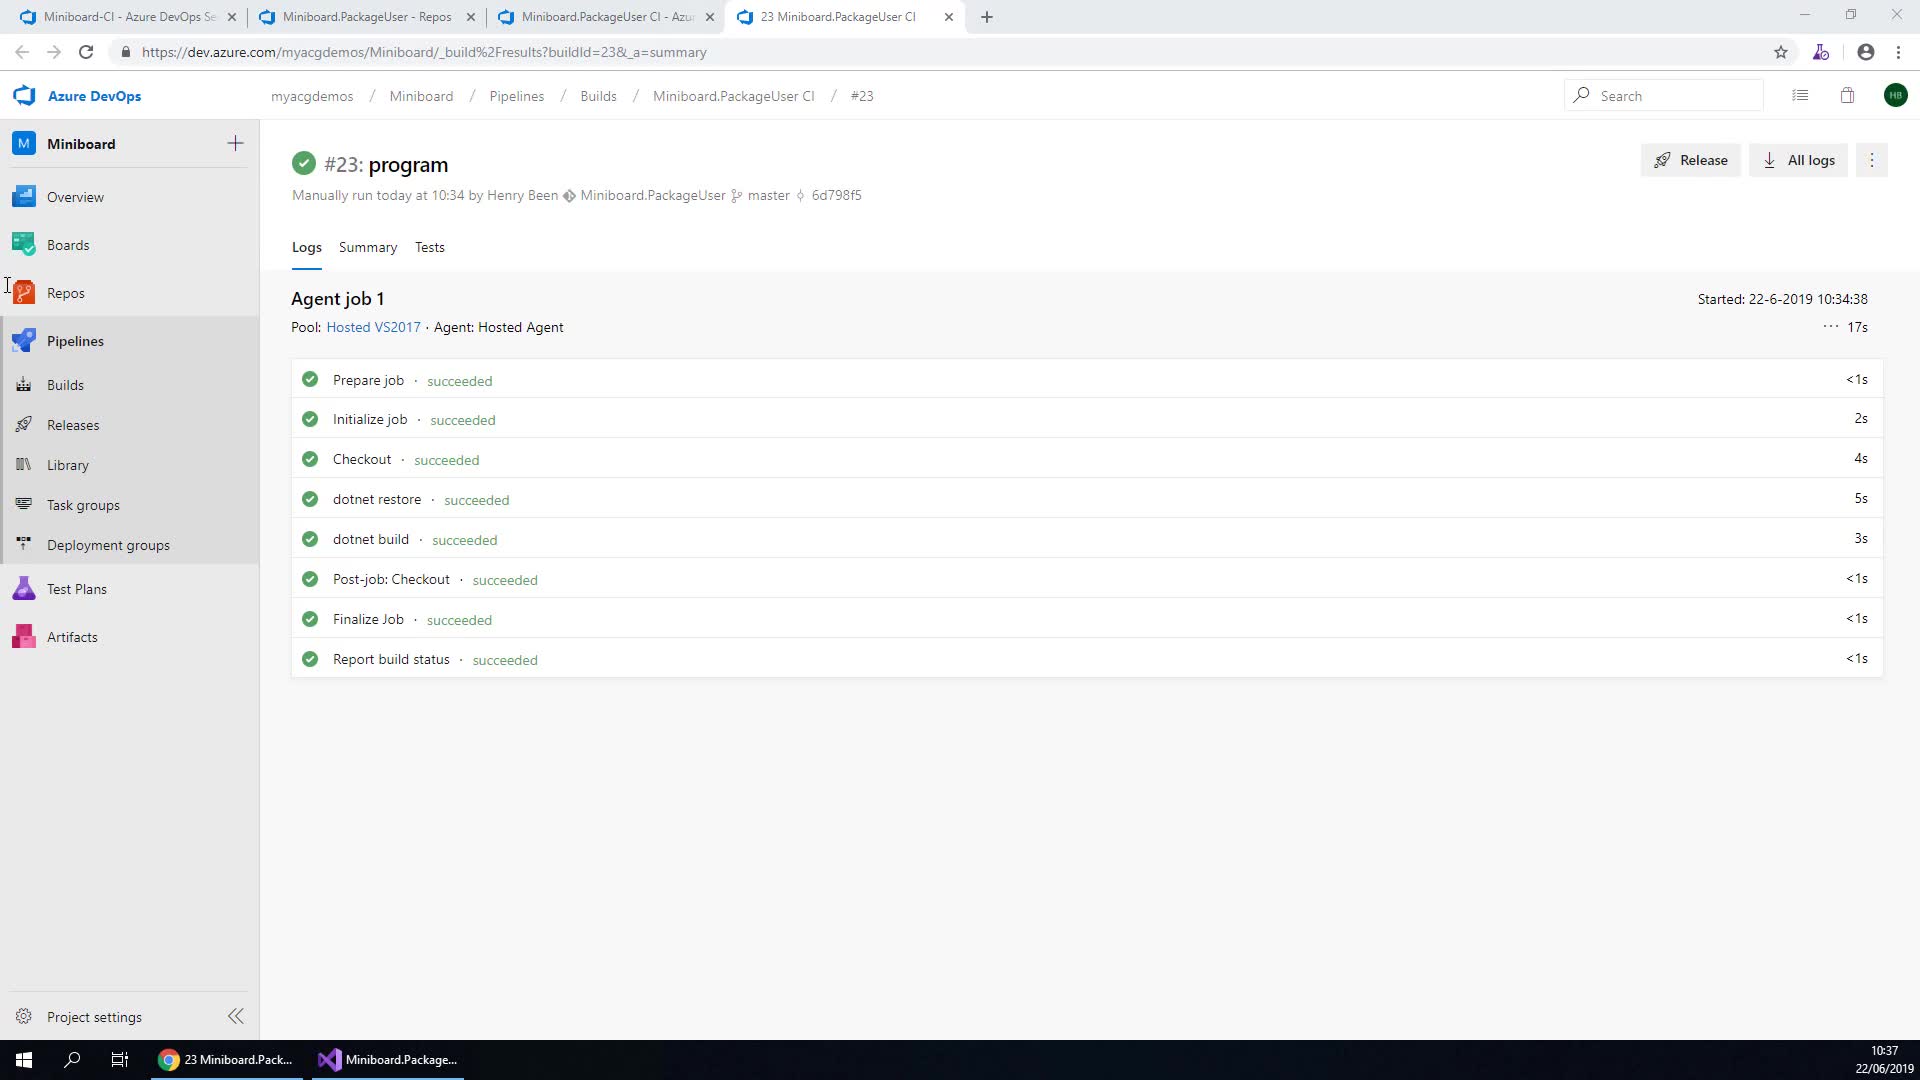 Miniboard-CI - Azure DevOps Se
Miniboard.PackageUser - Repos
Miniboard.PackageUser CI - Azu
23 Miniboard.PackageUser CI
https://dev.azure.com/myacgdemos/Miniboard/_build%2Fresults?buildId=23&_a=summary
Azure DevOps
myacgdemos / Miniboard / Pipelines / Builds / Miniboard.PackageUser CI / #23
Search
HB
M Miniboard
Overview
Boards
Repos
Pipelines
Builds
Releases
Library
Task groups
Deployment groups
Test Plans
Artifacts
Project settings
#23: program
Release
All logs
Manually run today at 10:34 by Henry Been Miniboard.PackageUser master 6d798f5
Logs Summary Tests
Agent job 1
Started: 22-6-2019 10:34:38
Pool: Hosted VS2017 · Agent: Hosted Agent
··· 17s
Prepare job · succeeded <1s
Initialize job · succeeded 2s
Checkout · succeeded 4s
dotnet restore · succeeded 5s
dotnet build · succeeded 3s
Post-job: Checkout · succeeded <1s
Finalize Job · succeeded <1s
Report build status · succeeded <1s
23 Miniboard.Pack...
Miniboard.Package...
10:37
22/06/2019